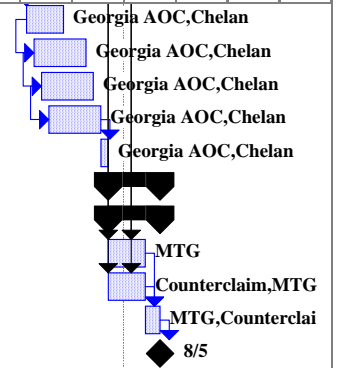 Georgia AOC,Chelan
Georgia AOC,Chelan
Georgia AOC,Chelan
Georgia AOC,Chelan
Georgia AOC,Chelan
MTG
Counterclaim,MTG
MTG,Counterclai
8/5